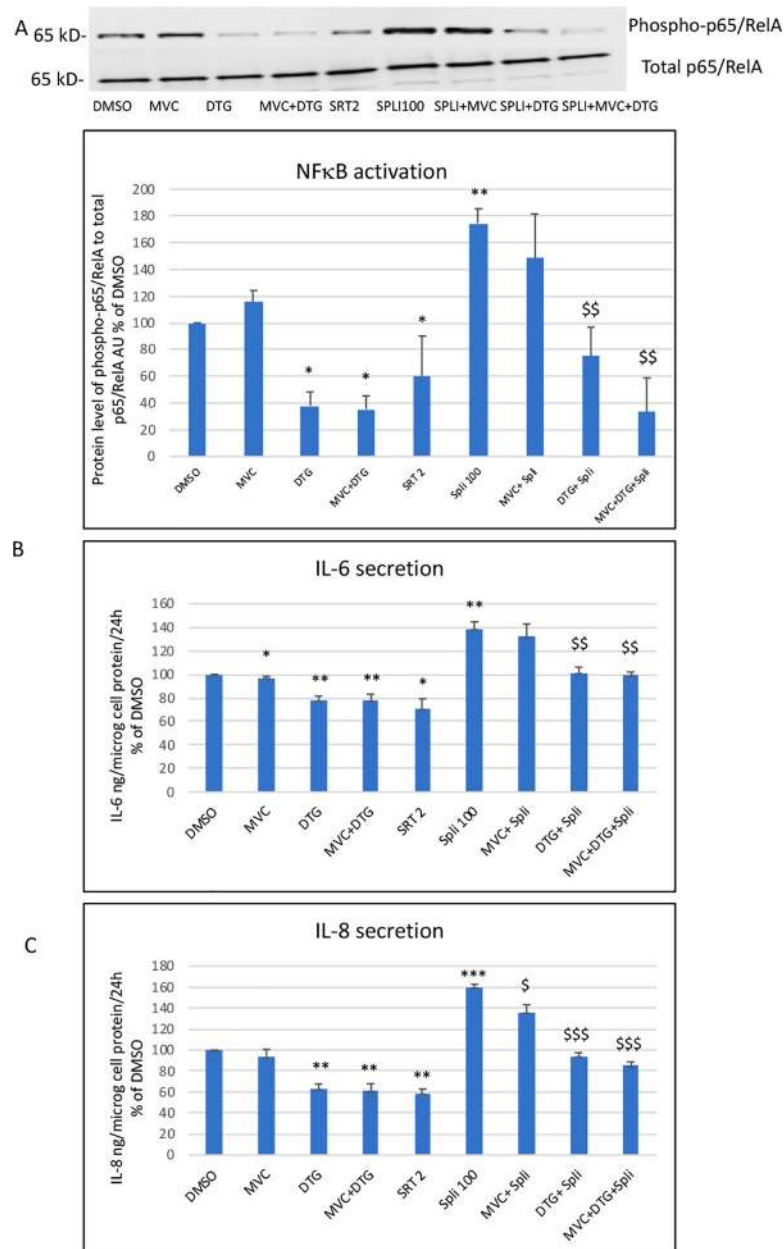 A
65 kD-
Phospho-p65/RelA
65 kD-
Total p65/RelA
DMSO MVC DTG MVC+DTG SRT2 SPLI100 SPLI+MVC SPLI+DTG SPLI+MVC+DTG
NFκB activation
Protein level of phospho-p65/RelA to total
p65/RelA AU % of DMSO
200
180
160
140
120
100
80
60
40
20
0
* * * ** $$ $$
DMSO MVC DTG MVC+DTG SRT 2 Spli 100 MVC+ Spli DTG+ Spli MVC+DTG+Spli
B
IL-6 secretion
IL-6 ng/microg cell protein/24h
% of DMSO
160
140
120
100
80
60
40
20
0
* ** ** * ** $$ $$
DMSO MVC DTG MVC+DTG SRT 2 Spli 100 MVC+ Spli DTG+ Spli MVC+DTG+Spli
C
IL-8 secretion
IL-8 ng/microg cell protein/24h
% of DMSO
180
160
140
120
100
80
60
40
20
0
** ** ** *** $ $$$ $$$
DMSO MVC DTG MVC+DTG SRT 2 Spli 100 MVC+ Spli DTG+ Spli MVC+DTG+Spli